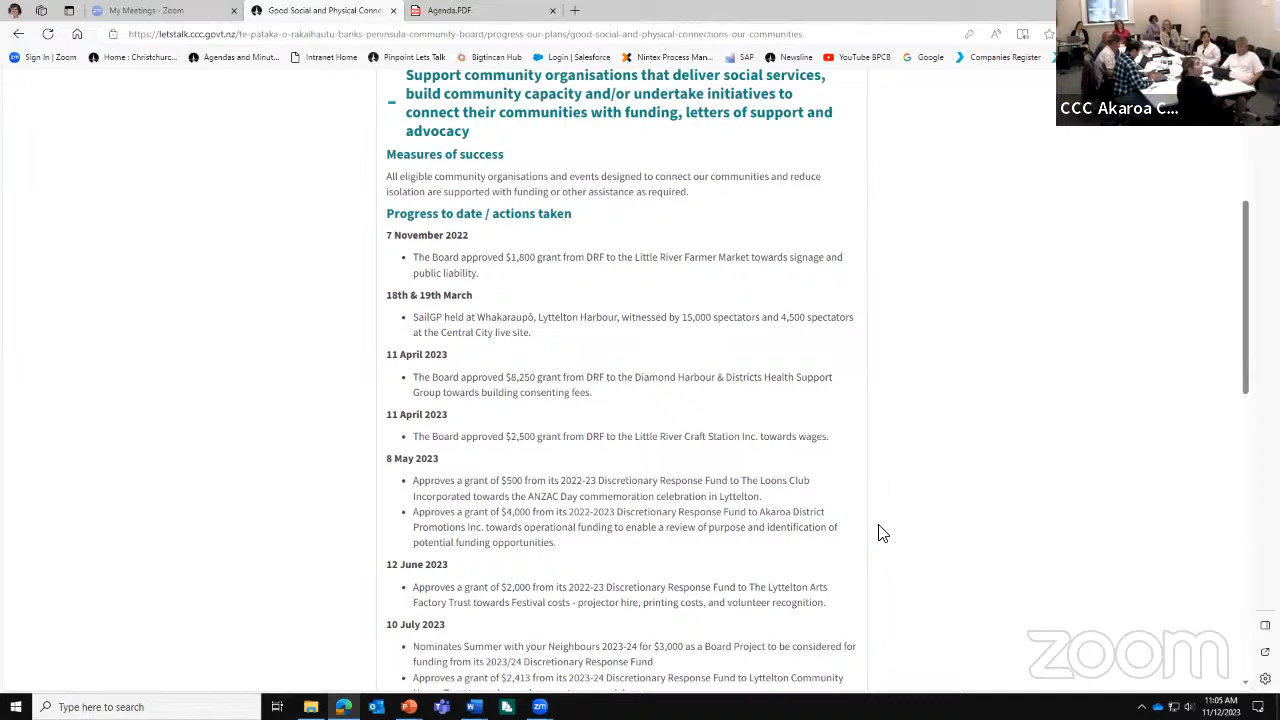 My Meetings - Zoom
Good Social and Physical Conne
Agenda.PDF
https://letstalk.ccc.govt.nz/te-pataka-o-rakaihautu-banks-peninsula-community-board/progress-our-plans/good-social-and-physical-connections-our-communities
Sign In | Zoom
Home • christchurc...
Agendas and Minut...
Intranet Home
Pinpoint Lets Talk
Bigtincan Hub
Login | Salesforce
Nintex Process Man...
SAP
Newsline
YouTube BPCB
Google
Companies Register
CCC Akaroa C...
Support community organisations that deliver social services,
build community capacity and/or undertake initiatives to
connect their communities with funding, letters of support and
advocacy
Measures of success
All eligible community organisations and events designed to connect our communities and reduce
isolation are supported with funding or other assistance as required.
Progress to date / actions taken
7 November 2022
• The Board approved $1,800 grant from DRF to the Little River Farmer Market towards signage and
public liability.
18th & 19th March
• SailGP held at Whakaraupō, Lyttelton Harbour, witnessed by 15,000 spectators and 4,500 spectators
at the Central City live site.
11 April 2023
• The Board approved $8,250 grant from DRF to the Diamond Harbour & Districts Health Support
Group towards building consenting fees.
11 April 2023
• The Board approved $2,500 grant from DRF to the Little River Craft Station Inc. towards wages.
8 May 2023
• Approves a grant of $500 from its 2022-23 Discretionary Response Fund to The Loons Club
Incorporated towards the ANZAC Day commemoration celebration in Lyttelton.
• Approves a grant of $4,000 from its 2022-2023 Discretionary Response Fund to Akaroa District
Promotions Inc. towards operational funding to enable a review of purpose and identification of
potential funding opportunities.
12 June 2023
• Approves a grant of $2,000 from its 2022-23 Discretionary Response Fund to The Lyttelton Arts
Factory Trust towards Festival costs - projector hire, printing costs, and volunteer recognition.
10 July 2023
• Nominates Summer with your Neighbours 2023-24 for $3,000 as a Board Project to be considered for
funding from its 2023/24 Discretionary Response Fund
• Approves a grant of $2,413 from its 2023-24 Discretionary Response Fund to Lyttelton Community
zoom
Type here to search
11:05 AM
11/12/2023